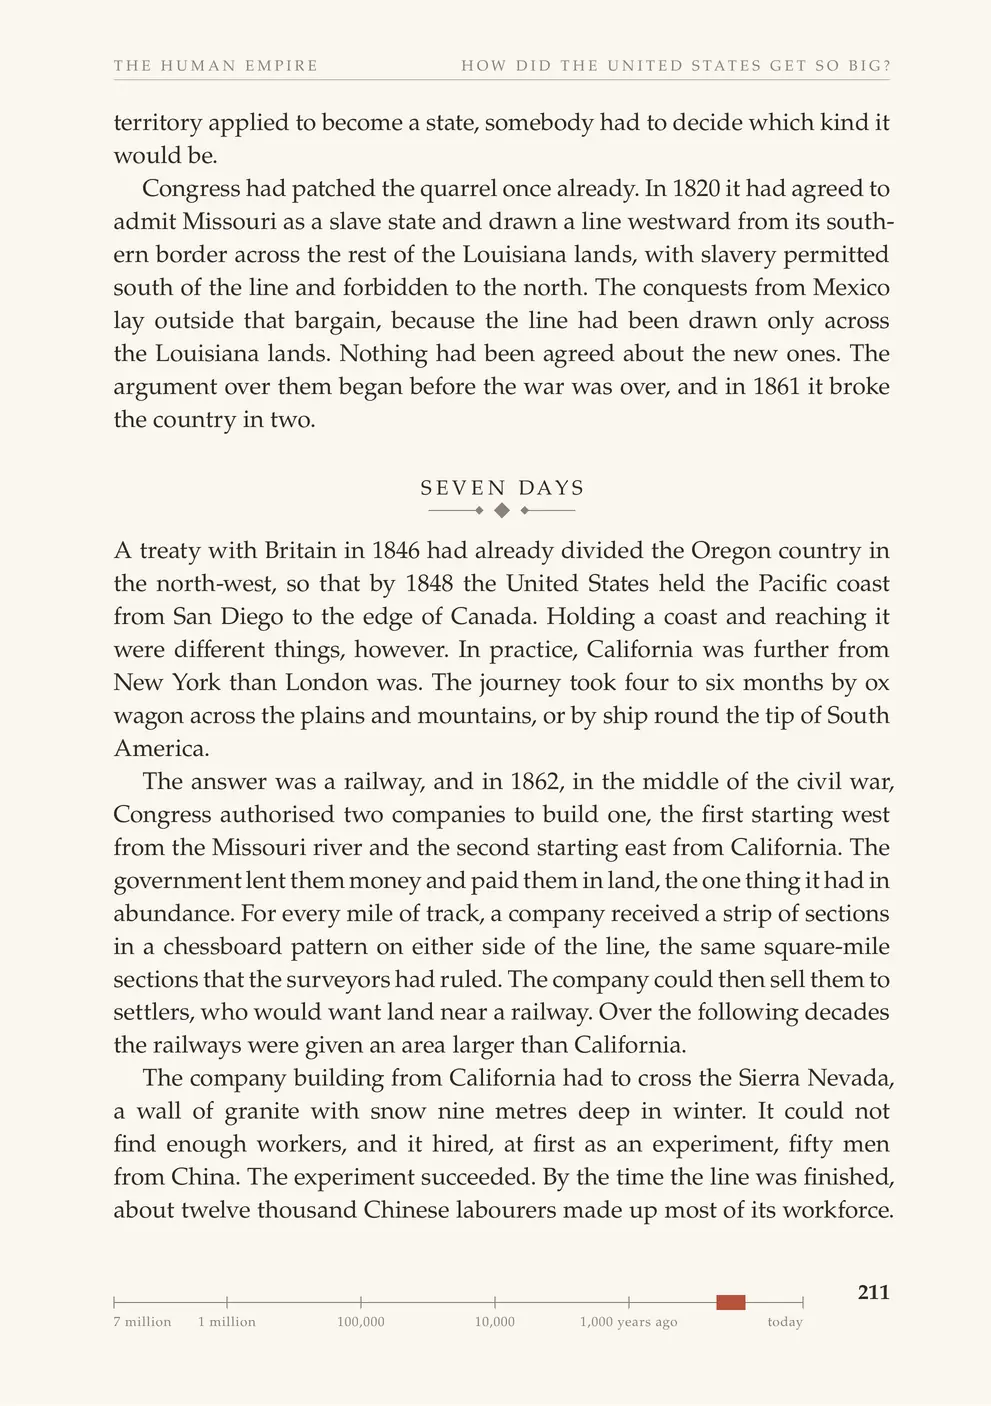 THE HUMAN EMPIRE
HOW DID THE UNITED STATES GET SO BIG?
territory applied to become a state, somebody had to decide which kind it
would be.
Congress had patched the quarrel once already. In 1820 it had agreed to
admit Missouri as a slave state and drawn a line westward from its south-
ern border across the rest of the Louisiana lands, with slavery permitted
south of the line and forbidden to the north. The conquests from Mexico
lay outside that bargain, because the line had been drawn only across
the Louisiana lands. Nothing had been agreed about the new ones. The
argument over them began before the war was over, and in 1861 it broke
the country in two.
SEVEN DAYS
A treaty with Britain in 1846 had already divided the Oregon country in
the north-west, so that by 1848 the United States held the Pacific coast
from San Diego to the edge of Canada. Holding a coast and reaching it
were different things, however. In practice, California was further from
New York than London was. The journey took four to six months by ox
wagon across the plains and mountains, or by ship round the tip of South
America.
The answer was a railway, and in 1862, in the middle of the civil war,
Congress authorised two companies to build one, the first starting west
from the Missouri river and the second starting east from California. The
government lent them money and paid them in land, the one thing it had in
abundance. For every mile of track, a company received a strip of sections
in a chessboard pattern on either side of the line, the same square-mile
sections that the surveyors had ruled. The company could then sell them to
settlers, who would want land near a railway. Over the following decades
the railways were given an area larger than California.
The company building from California had to cross the Sierra Nevada,
a wall of granite with snow nine metres deep in winter. It could not
find enough workers, and it hired, at first as an experiment, fifty men
from China. The experiment succeeded. By the time the line was finished,
about twelve thousand Chinese labourers made up most of its workforce.
211
7 million
1 million
100,000
10,000
1,000 years ago
today